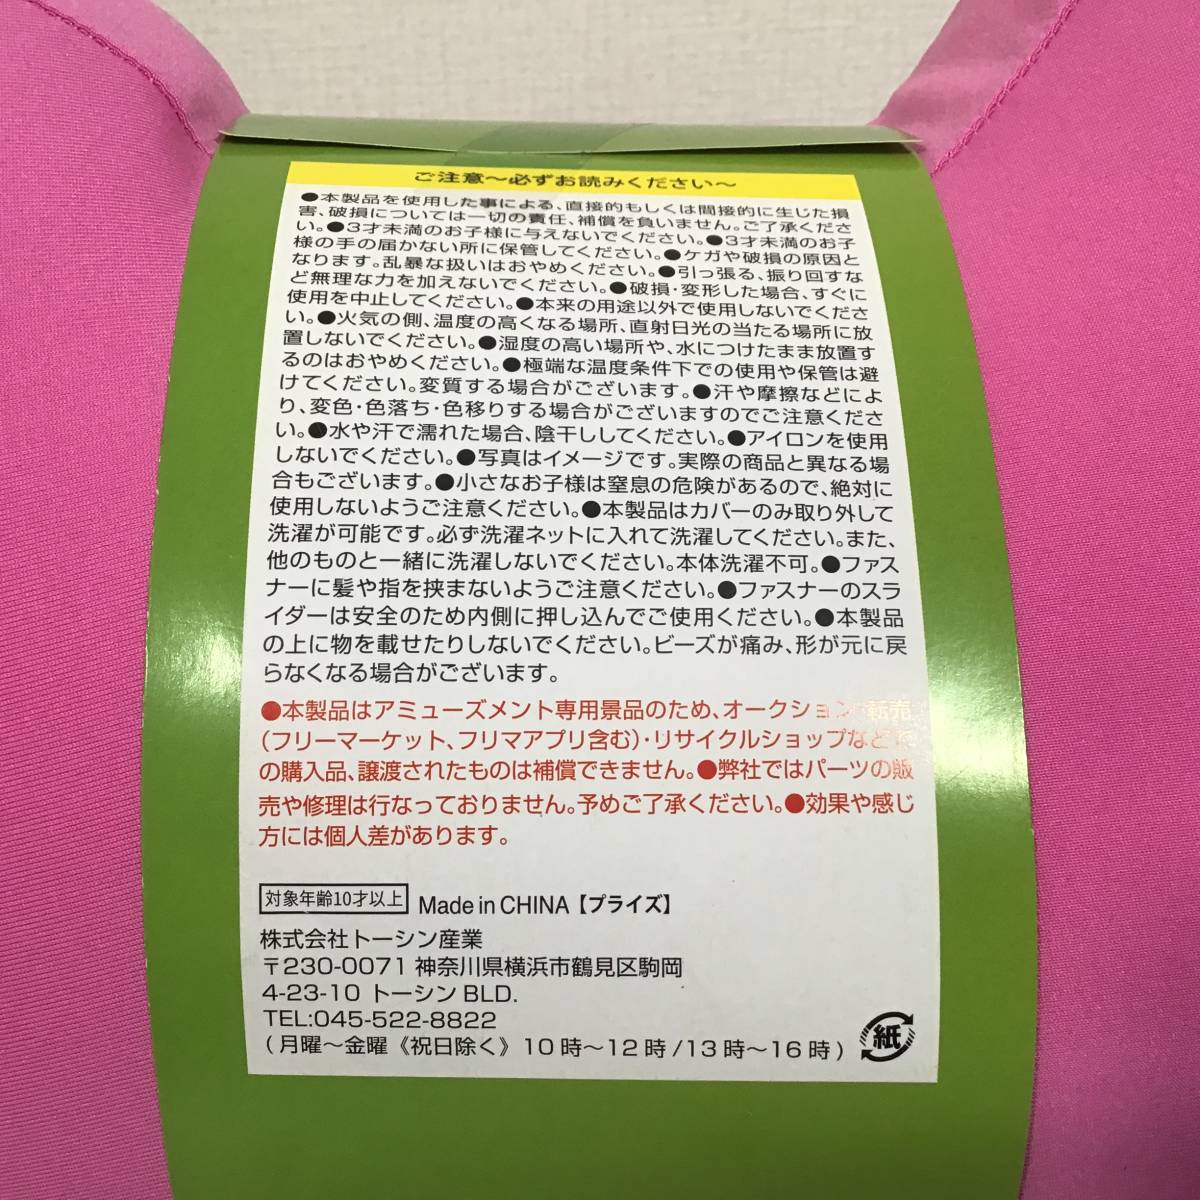 ご注意～必ずお読みください～
●本製品を使用した事による、直接的もしくは間接的に生じた損
害、破損については一切の責任、補償を負いません。ご了承くださ
い。●3才未満のお子様に与えないでください。●3才未満のお子
様の手の届かない所に保管してください。●ケガや破損の原因と
なります。乱暴な扱いはおやめください。●引っ張る、振り回すな
ど無理な力を加えないでください。●破損・変形した場合、すぐに
使用を中止してください。●本来の用途以外で使用しないでくださ
い。●火気の側、温度の高くなる場所、直射日光の当たる場所に放
置しないでください。●湿度の高い場所や、水につけたまま放置す
るのはおやめください。●極端な温度条件下での使用や保管は避
けてください。変質する場合がございます。●汗や摩擦などによ
り、変色・色落ち・色移りする場合がございますのでご注意くださ
い。●水や汗で濡れた場合、陰干ししてください。●アイロンを使用
しないでください。●写真はイメージです。実際の商品と異なる場
合もございます。●小さなお子様は窒息の危険があるので、絶対に
使用しないようご注意ください。●本製品はカバーのみ取り外して
洗濯が可能です。必ず洗濯ネットに入れて洗濯してください。また、
他のものと一緒に洗濯しないでください。本体洗濯不可。●ファス
ナーに髪や指を挟まないようご注意ください。●ファスナーのスラ
イダーは安全のため内側に押し込んでご使用ください。●本製品
の上に物を載せたりしないでください。ビーズが痛み、形が元に戻
らなくなる場合がございます。
●本製品はアミューズメント専用景品のため、オークション・転売
(フリーマーケット、フリマアプリ含む)・リサイクルショップなどで
の購入品、譲渡されたものは補償できません。●弊社ではパーツの販
売や修理は行なっておりません。予めご了承ください。●効果や感じ
方には個人差があります。
対象年齢10才以上 Made in CHINA【プライズ】
株式会社トーシン産業
〒230-0071 神奈川県横浜市鶴見区駒岡
4-23-10 トーシンBLD.
TEL:045-522-8822
(月曜～金曜《祝日除く》10時～12時/13時～16時)
紙